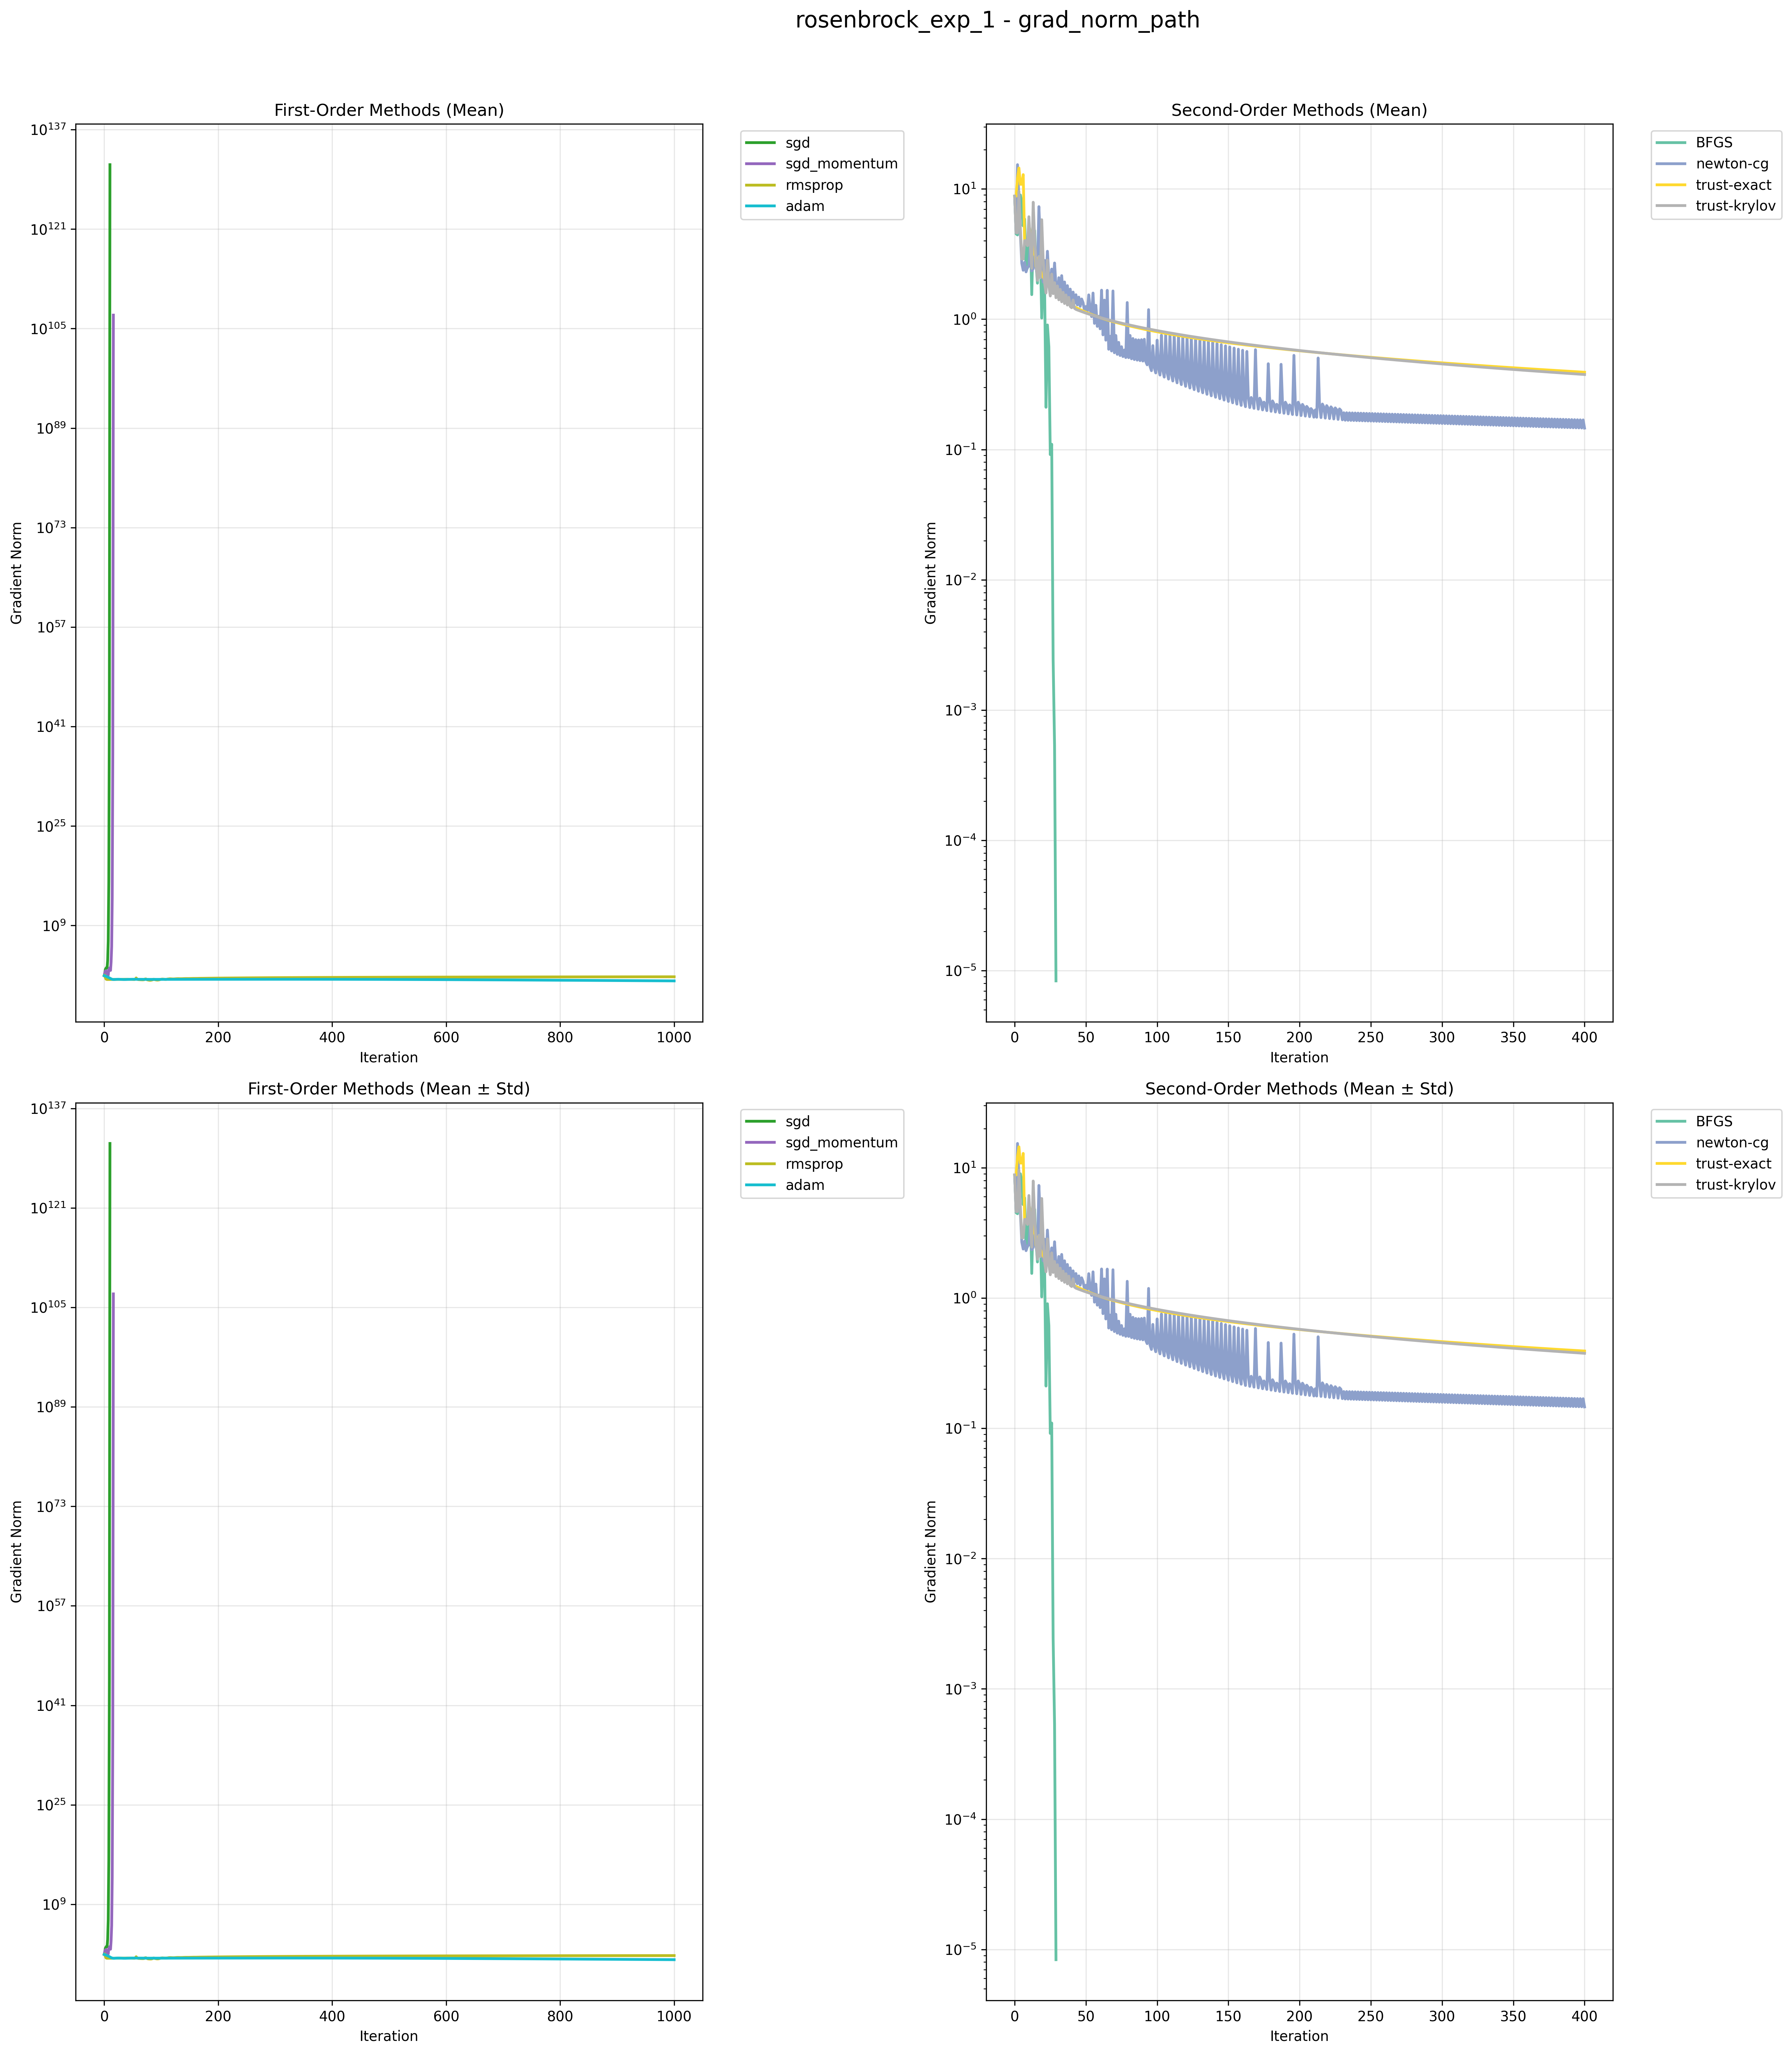 rosenbrock_exp_1 - grad_norm_path
First-Order Methods (Mean)
10^137
10^121
10^105
10^89
10^73
10^57
10^41
10^25
10^9
Gradient Norm
0 200 400 600 800 1000
Iteration
sgd
sgd_momentum
rmsprop
adam
Second-Order Methods (Mean)
10^1
10^0
10^−1
10^−2
10^−3
10^−4
10^−5
Gradient Norm
0 50 100 150 200 250 300 350 400
Iteration
BFGS
newton-cg
trust-exact
trust-krylov
First-Order Methods (Mean ± Std)
10^137
10^121
10^105
10^89
10^73
10^57
10^41
10^25
10^9
Gradient Norm
0 200 400 600 800 1000
Iteration
sgd
sgd_momentum
rmsprop
adam
Second-Order Methods (Mean ± Std)
10^1
10^0
10^−1
10^−2
10^−3
10^−4
10^−5
Gradient Norm
0 50 100 150 200 250 300 350 400
Iteration
BFGS
newton-cg
trust-exact
trust-krylov